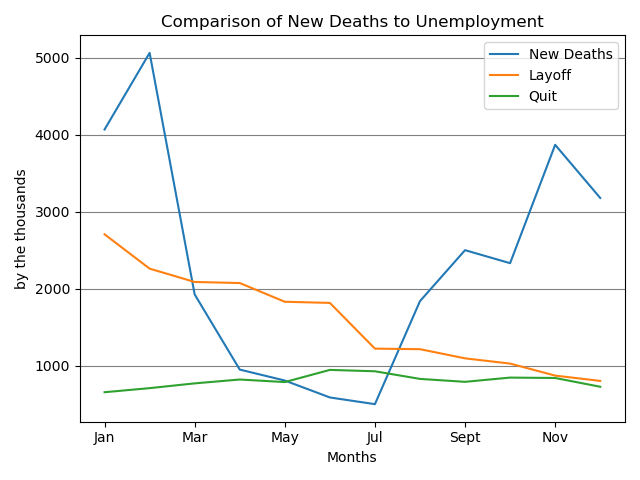 Comparison of New Deaths to Unemployment
New Deaths
Layoff
Quit
by the thousands
5000
4000
3000
2000
1000
Jan
Mar
May
Jul
Sept
Nov
Months